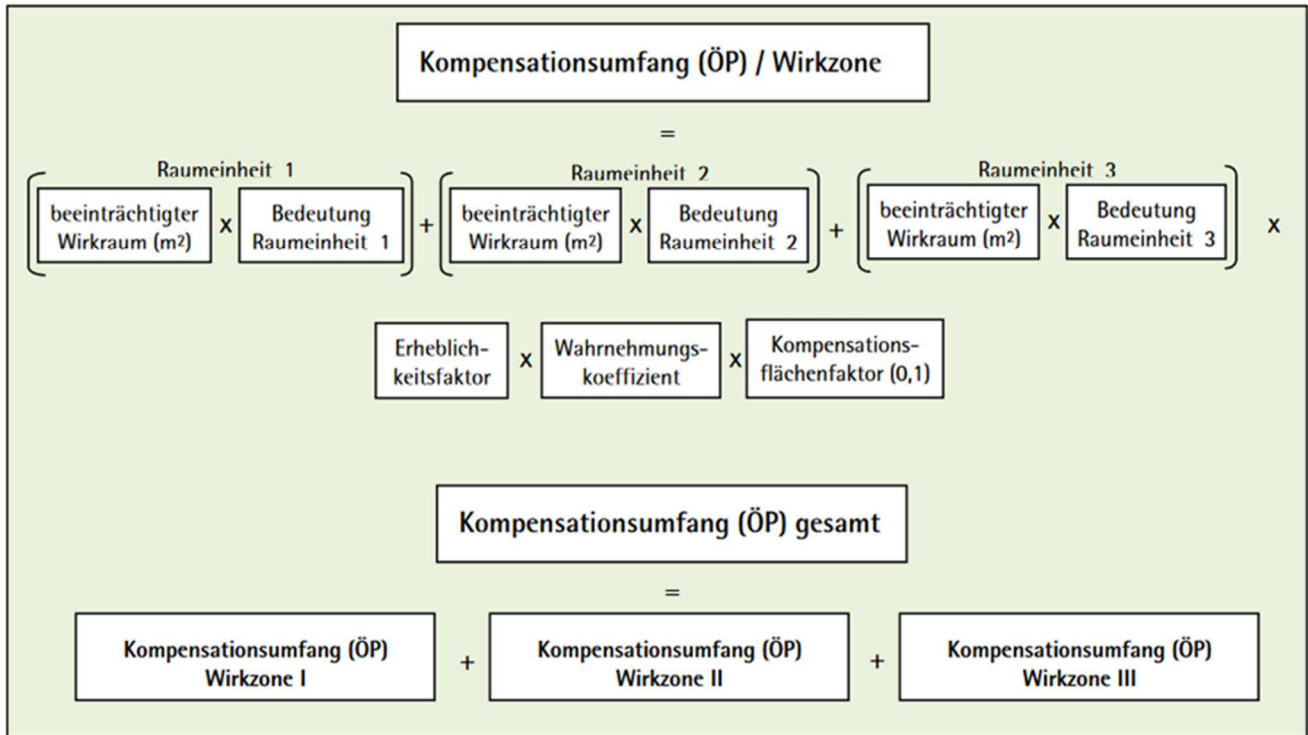 Kompensationsumfang (ÖP) / Wirkzone
=
Raumeinheit 1
Raumeinheit 2
Raumeinheit 3
beeinträchtigter
Wirkraum (m²)
x
Bedeutung
Raumeinheit 1
+
beeinträchtigter
Wirkraum (m²)
x
Bedeutung
Raumeinheit 2
+
beeinträchtigter
Wirkraum (m²)
x
Bedeutung
Raumeinheit 3
x
Erheblich-
keitsfaktor
x
Wahrnehmungs-
koeffizient
x
Kompensations-
flächenfaktor (0,1)
Kompensationsumfang (ÖP) gesamt
=
Kompensationsumfang (ÖP)
Wirkzone I
+
Kompensationsumfang (ÖP)
Wirkzone II
+
Kompensationsumfang (ÖP)
Wirkzone III